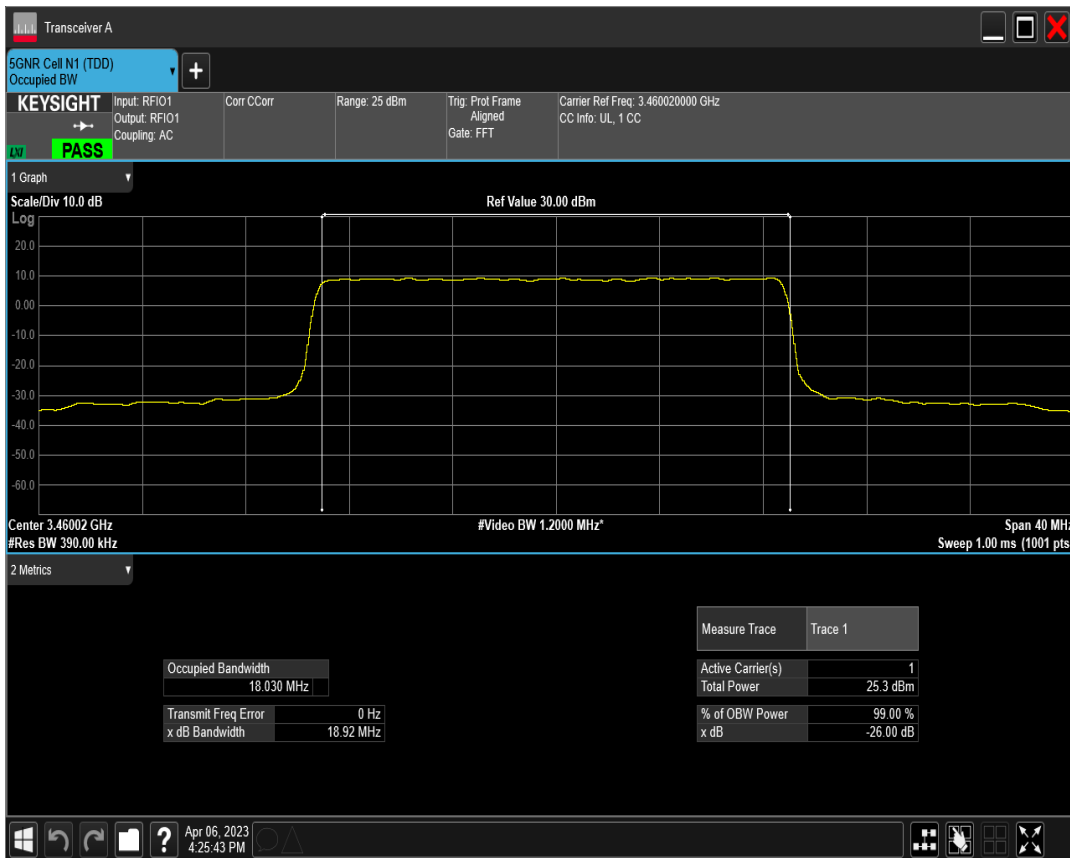 Transceiver A
5GNR Cell N1 (TDD)
Occupied BW
KEYSIGHT
LXI
PASS
Input: RFIO1
Output: RFIO1
Coupling: AC
Corr CCorr
Range: 25 dBm
Trig: Prot Frame
Aligned
Gate: FFT
Carrier Ref Freq: 3.460020000 GHz
CC Info: UL, 1 CC
1 Graph
Scale/Div 10.0 dB
Ref Value 30.00 dBm
Log
20.0
10.0
0.00
-10.0
-20.0
-30.0
-40.0
-50.0
-60.0
Center 3.46002 GHz
#Video BW 1.2000 MHz*
Span 40 MHz
#Res BW 390.00 kHz
Sweep 1.00 ms (1001 pts
2 Metrics
Measure Trace Trace 1
Occupied Bandwidth
18.030 MHz
Active Carrier(s) 1
Total Power 25.3 dBm
Transmit Freq Error 0 Hz
x dB Bandwidth 18.92 MHz
% of OBW Power 99.00 %
x dB -26.00 dB
?
Apr 06, 2023
4:25:43 PM